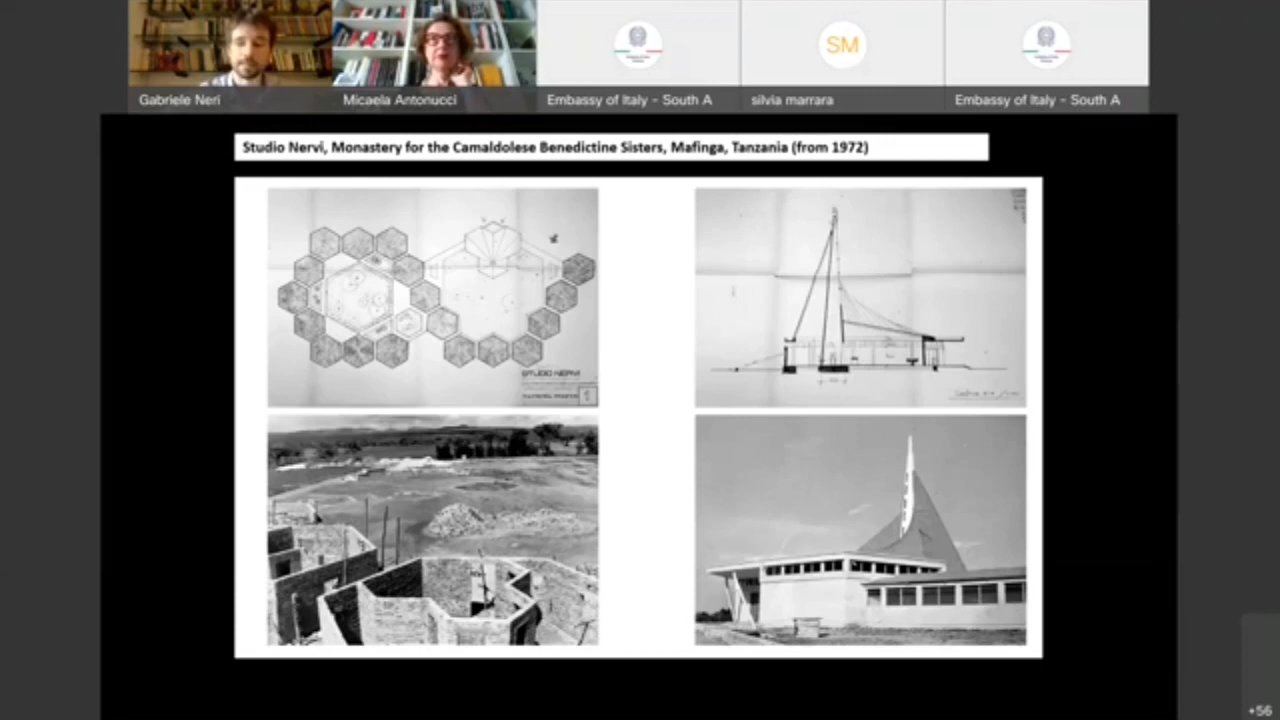 SM
Gabriele Neri
Micaela Antonucci
Embassy of Italy - South A
silvia marrara
Embassy of Italy - South A
Studio Nervi, Monastery for the Camaldolese Benedictine Sisters, Mafinga, Tanzania (from 1972)
STUDIO NERVI
+56